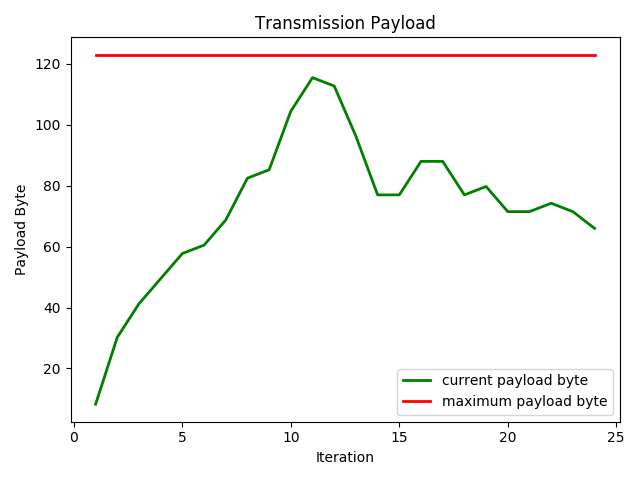 Transmission Payload
Payload Byte
120
100
80
60
40
20
0
5
10
15
20
25
Iteration
current payload byte
maximum payload byte